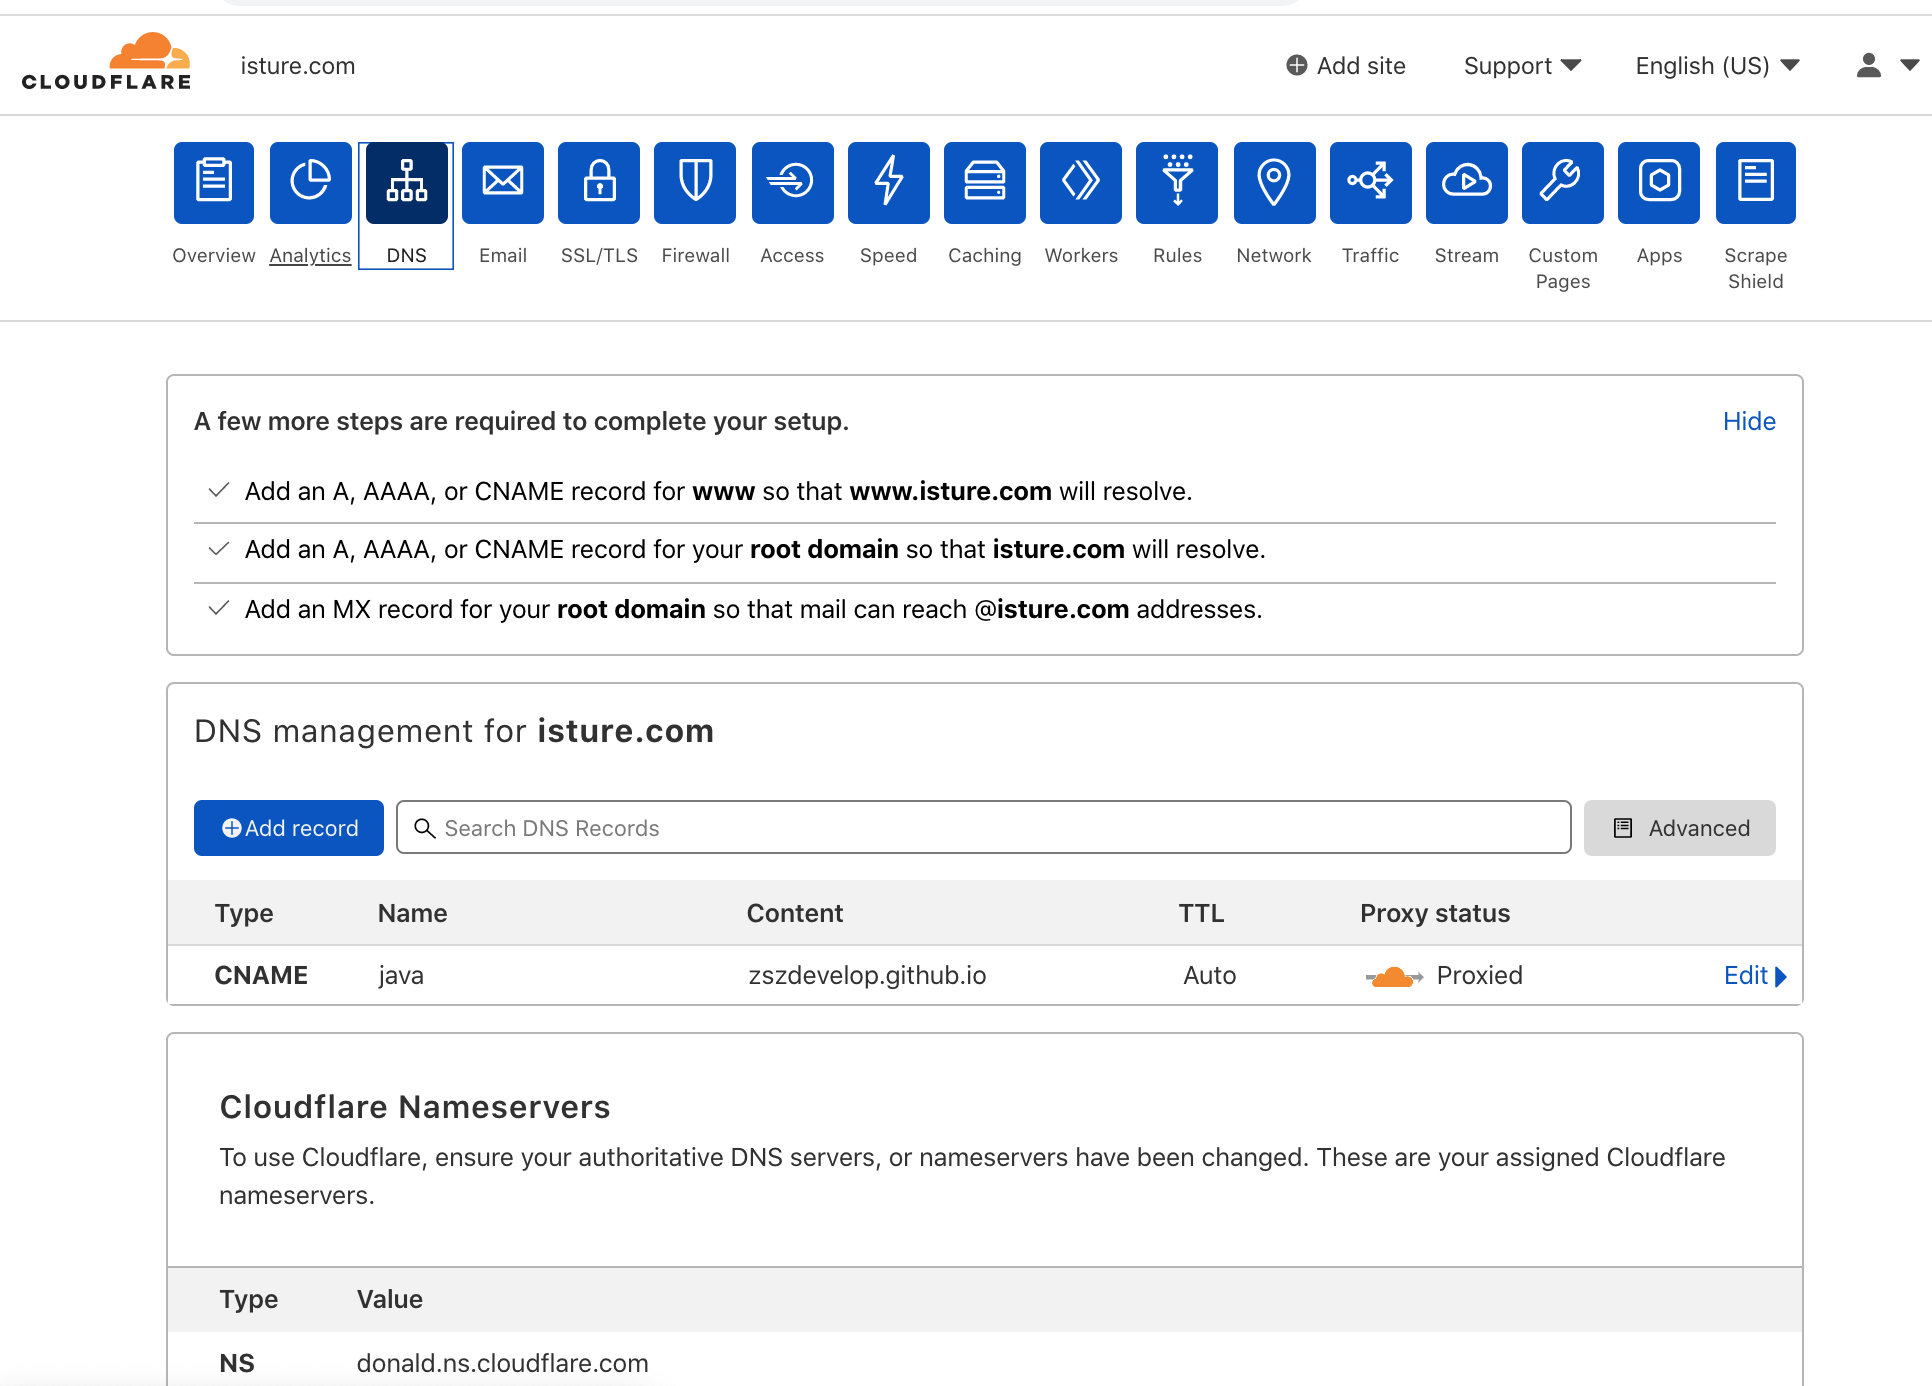 CLOUDFLARE
isture.com
Add site
Support
English (US)
Overview
Analytics
DNS
Email
SSL/TLS
Firewall
Access
Speed
Caching
Workers
Rules
Network
Traffic
Stream
Custom
Pages
Apps
Scrape
Shield
A few more steps are required to complete your setup.
Hide
Add an A, AAAA, or CNAME record for www so that www.isture.com will resolve.
Add an A, AAAA, or CNAME record for your root domain so that isture.com will resolve.
Add an MX record for your root domain so that mail can reach @isture.com addresses.
DNS management for isture.com
Add record
Search DNS Records
Advanced
Type Name Content TTL Proxy status
CNAME java zszdevelop.github.io Auto Proxied Edit
Cloudflare Nameservers
To use Cloudflare, ensure your authoritative DNS servers, or nameservers have been changed. These are your assigned Cloudflare
nameservers.
Type Value
NS donald.ns.cloudflare.com